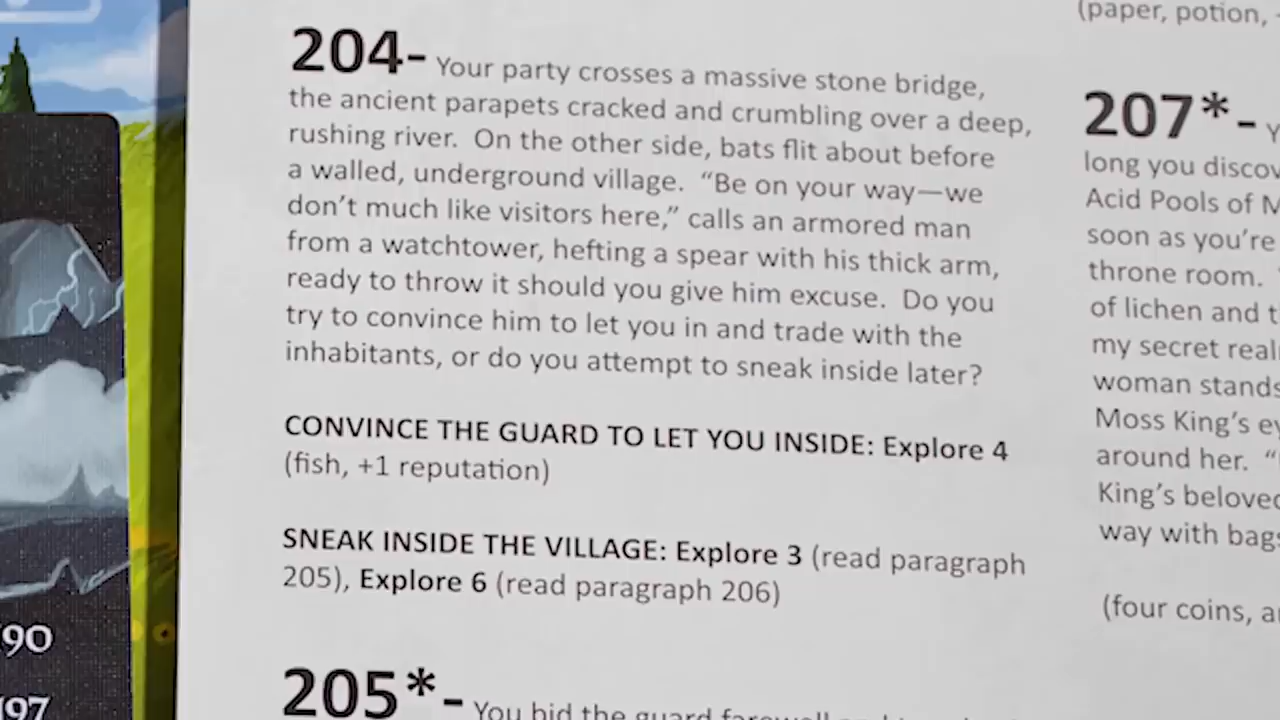 204- Your party crosses a massive stone bridge,
the ancient parapets cracked and crumbling over a deep,
rushing river.  On the other side, bats flit about before
a walled, underground village.  “Be on your way—we
don’t much like visitors here,” calls an armored man
from a watchtower, hefting a spear with his thick arm,
ready to throw it should you give him excuse.  Do you
try to convince him to let you in and trade with the
inhabitants, or do you attempt to sneak inside later?
CONVINCE THE GUARD TO LET YOU INSIDE: Explore 4
(fish, +1 reputation)
SNEAK INSIDE THE VILLAGE: Explore 3 (read paragraph
205), Explore 6 (read paragraph 206)
205*- You bid the guard farewell
(paper, potion,
207*-
long you
Acid Pools of
soon as you’re
throne room.
of lichen and
my secret
woman stands
Moss King’s
around her.  “
King’s
way with
(four coins,
90
97